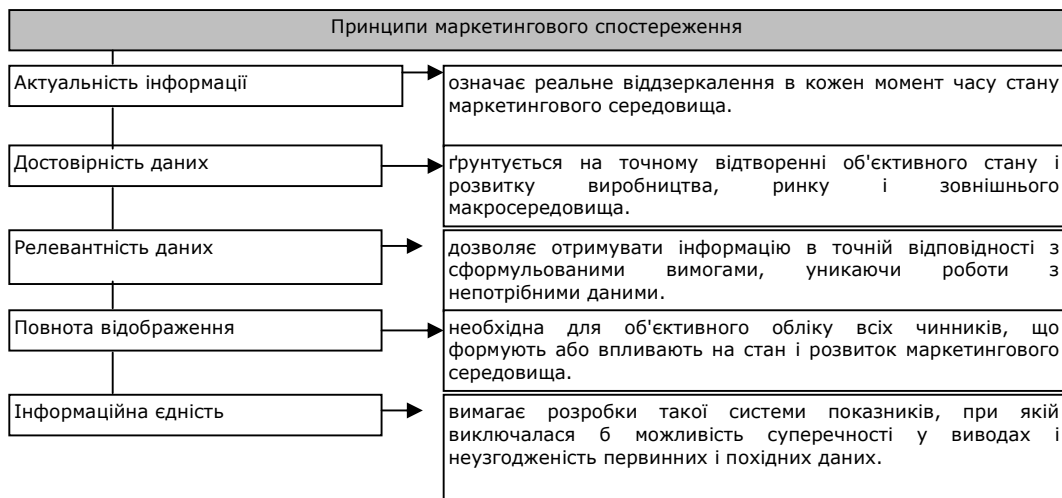 Принципи маркетингового спостереження
Актуальність інформації
означає реальне віддзеркалення в кожен момент часу стану
маркетингового середовища.
Достовірність даних
ґрунтується на точному відтворенні об'єктивного стану і
розвитку виробництва, ринку і зовнішнього
макросередовища.
Релевантність даних
дозволяє отримувати інформацію в точній відповідності з
сформульованими вимогами, уникаючи роботи з
непотрібними даними.
Повнота відображення
необхідна для об'єктивного обліку всіх чинників, що
формують або впливають на стан і розвиток маркетингового
середовища.
Інформаційна єдність
вимагає розробки такої системи показників, при якій
виключалася б можливість суперечності у виводах і
неузгодженість первинних і похідних даних.